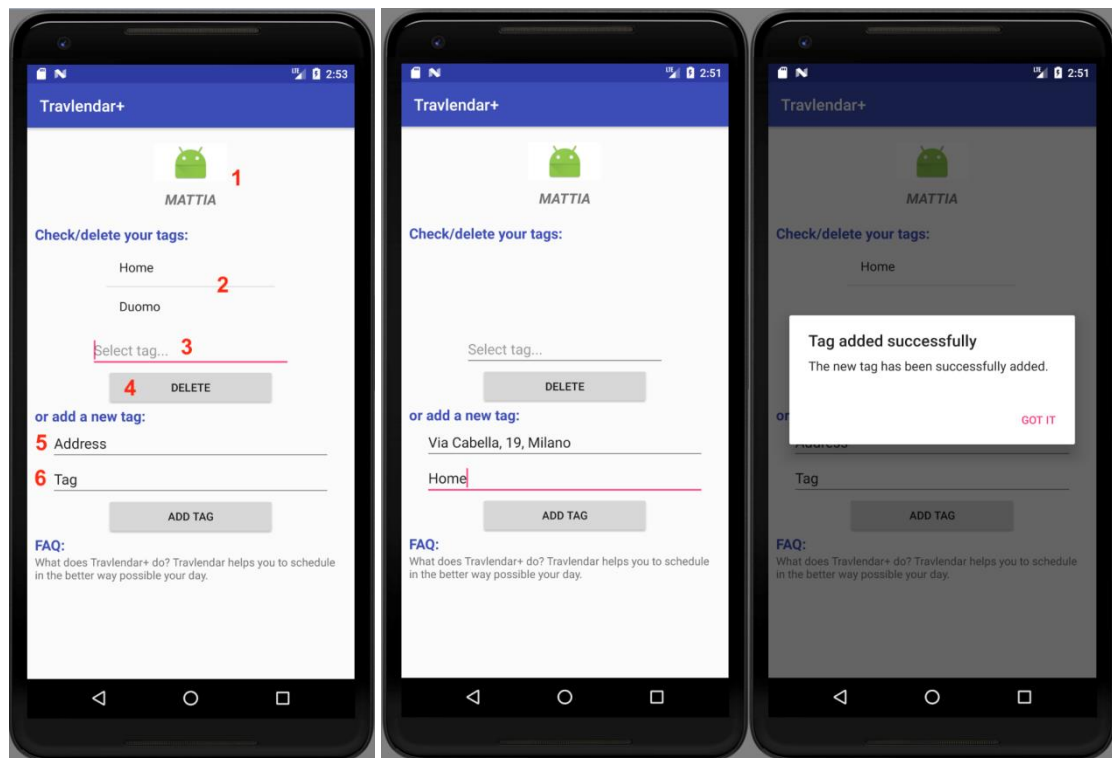 2:53
Travlendar+
1
MATTIA
Check/delete your tags:
Home
2
Duomo
Select tag... 3
4 DELETE
or add a new tag:
5 Address
6 Tag
ADD TAG
FAQ:
What does Travlendar+ do? Travlendar helps you to schedule
in the better way possible your day.
2:51
Travlendar+
MATTIA
Check/delete your tags:
Select tag...
DELETE
or add a new tag:
Via Cabella, 19, Milano
Home
ADD TAG
FAQ:
What does Travlendar+ do? Travlendar helps you to schedule
in the better way possible your day.
2:51
Travlendar+
MATTIA
Check/delete your tags:
Home
Tag added successfully
The new tag has been successfully added.
GOT IT
or
Address
Tag
ADD TAG
FAQ:
What does Travlendar+ do? Travlendar helps you to schedule
in the better way possible your day.